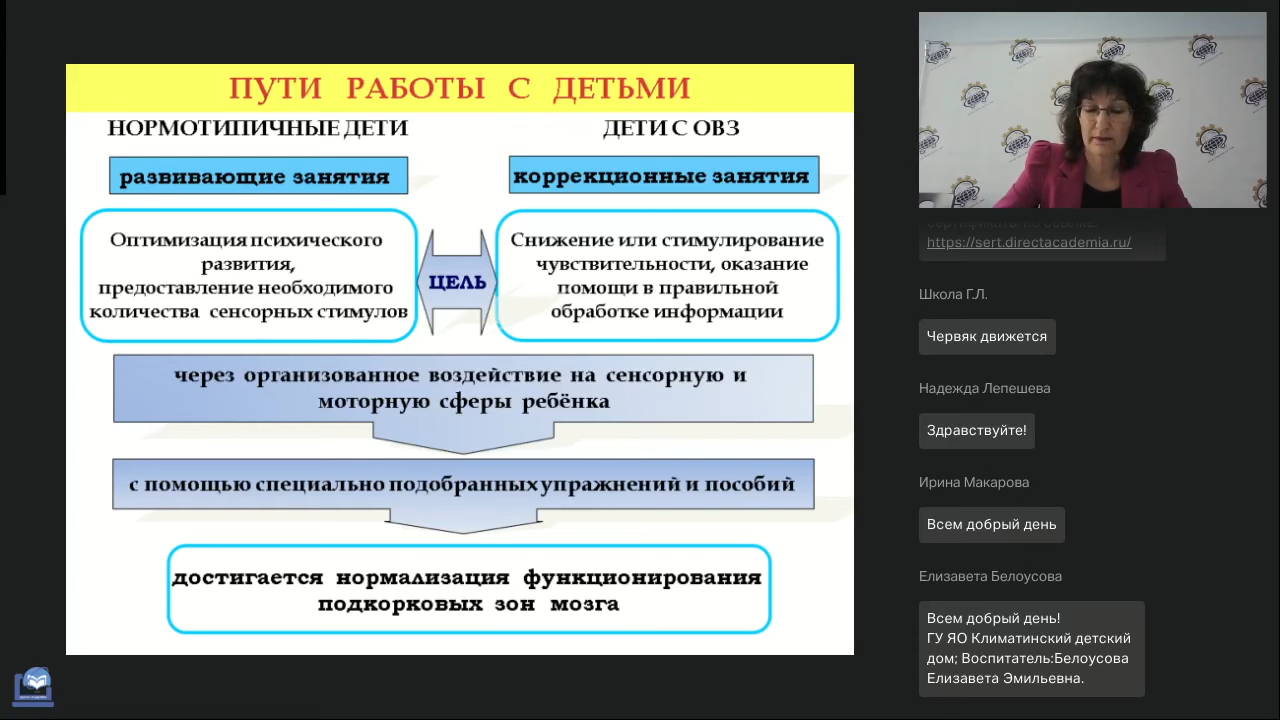 ПУТИ РАБОТЫ С ДЕТЬМИ
НОРМОТИПИЧНЫЕ ДЕТИ
ДЕТИ С ОВЗ
развивающие занятия
коррекционные занятия
Оптимизация психического
развития,
предоставление необходимого
количества сенсорных стимулов
ЦЕЛЬ
Снижение или стимулирование
чувствительности, оказание
помощи в правильной
обработке информации
через организованное воздействие на сенсорную и
моторную сферы ребёнка
с помощью специально подобранных упражнений и пособий
достигается нормализация функционирования
подкорковых зон мозга
https://sert.directacademia.ru/
Школа Г.Л.
Червяк движется
Надежда Лепешева
Здравствуйте!
Ирина Макарова
Всем добрый день
Елизавета Белоусова
Всем добрый день!
ГУ ЯО Климатинский детский
дом; Воспитатель:Белоусова
Елизавета Эмильевна.